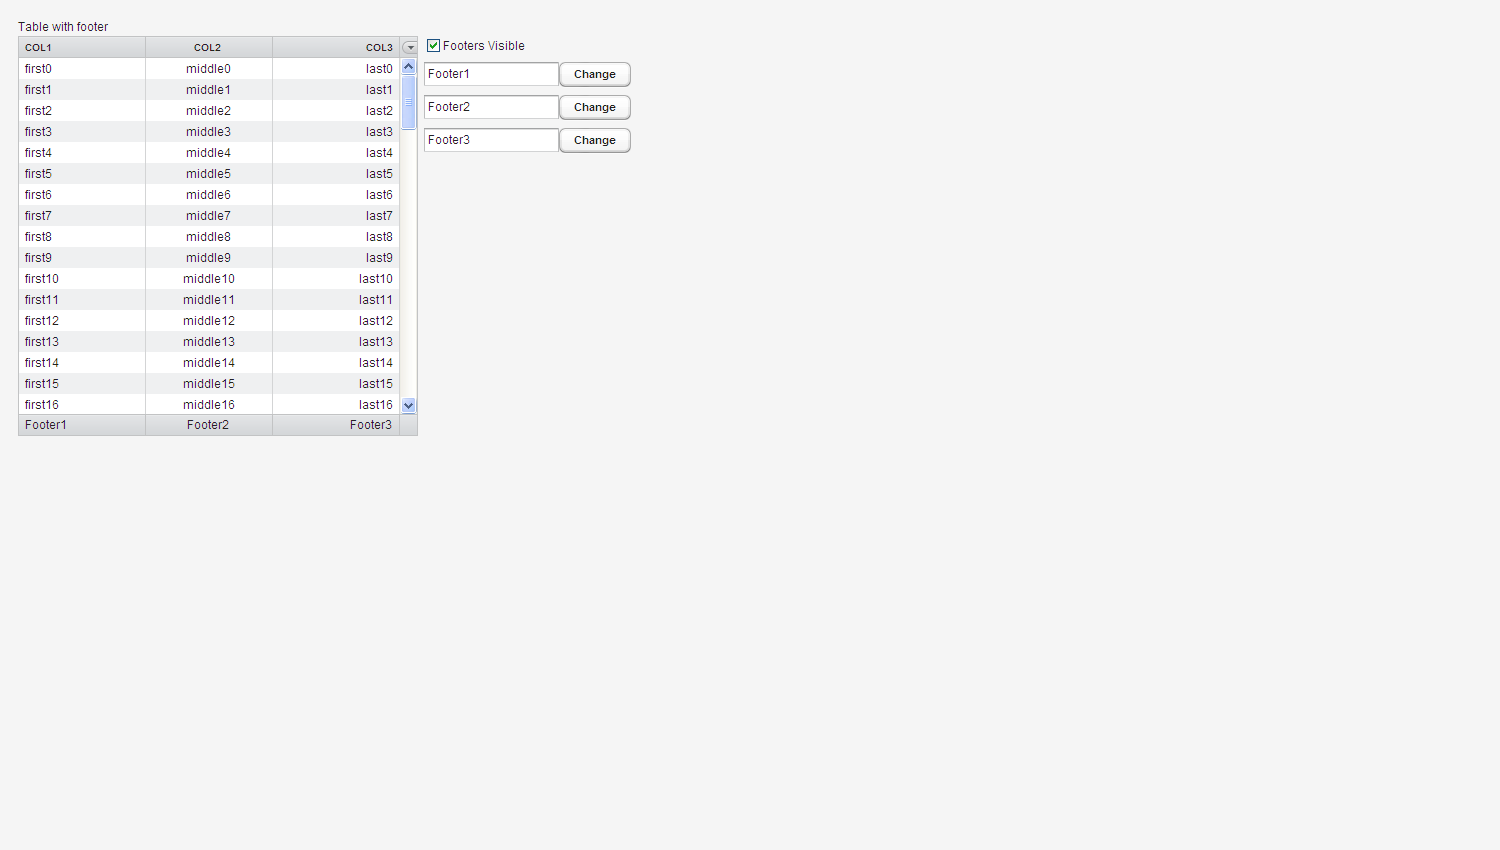 Table with footer
COL1 COL2 COL3
first0 middle0 last0
first1 middle1 last1
first2 middle2 last2
first3 middle3 last3
first4 middle4 last4
first5 middle5 last5
first6 middle6 last6
first7 middle7 last7
first8 middle8 last8
first9 middle9 last9
first10 middle10 last10
first11 middle11 last11
first12 middle12 last12
first13 middle13 last13
first14 middle14 last14
first15 middle15 last15
first16 middle16 last16
Footer1 Footer2 Footer3
Footers Visible
Footer1 Change
Footer2 Change
Footer3 Change